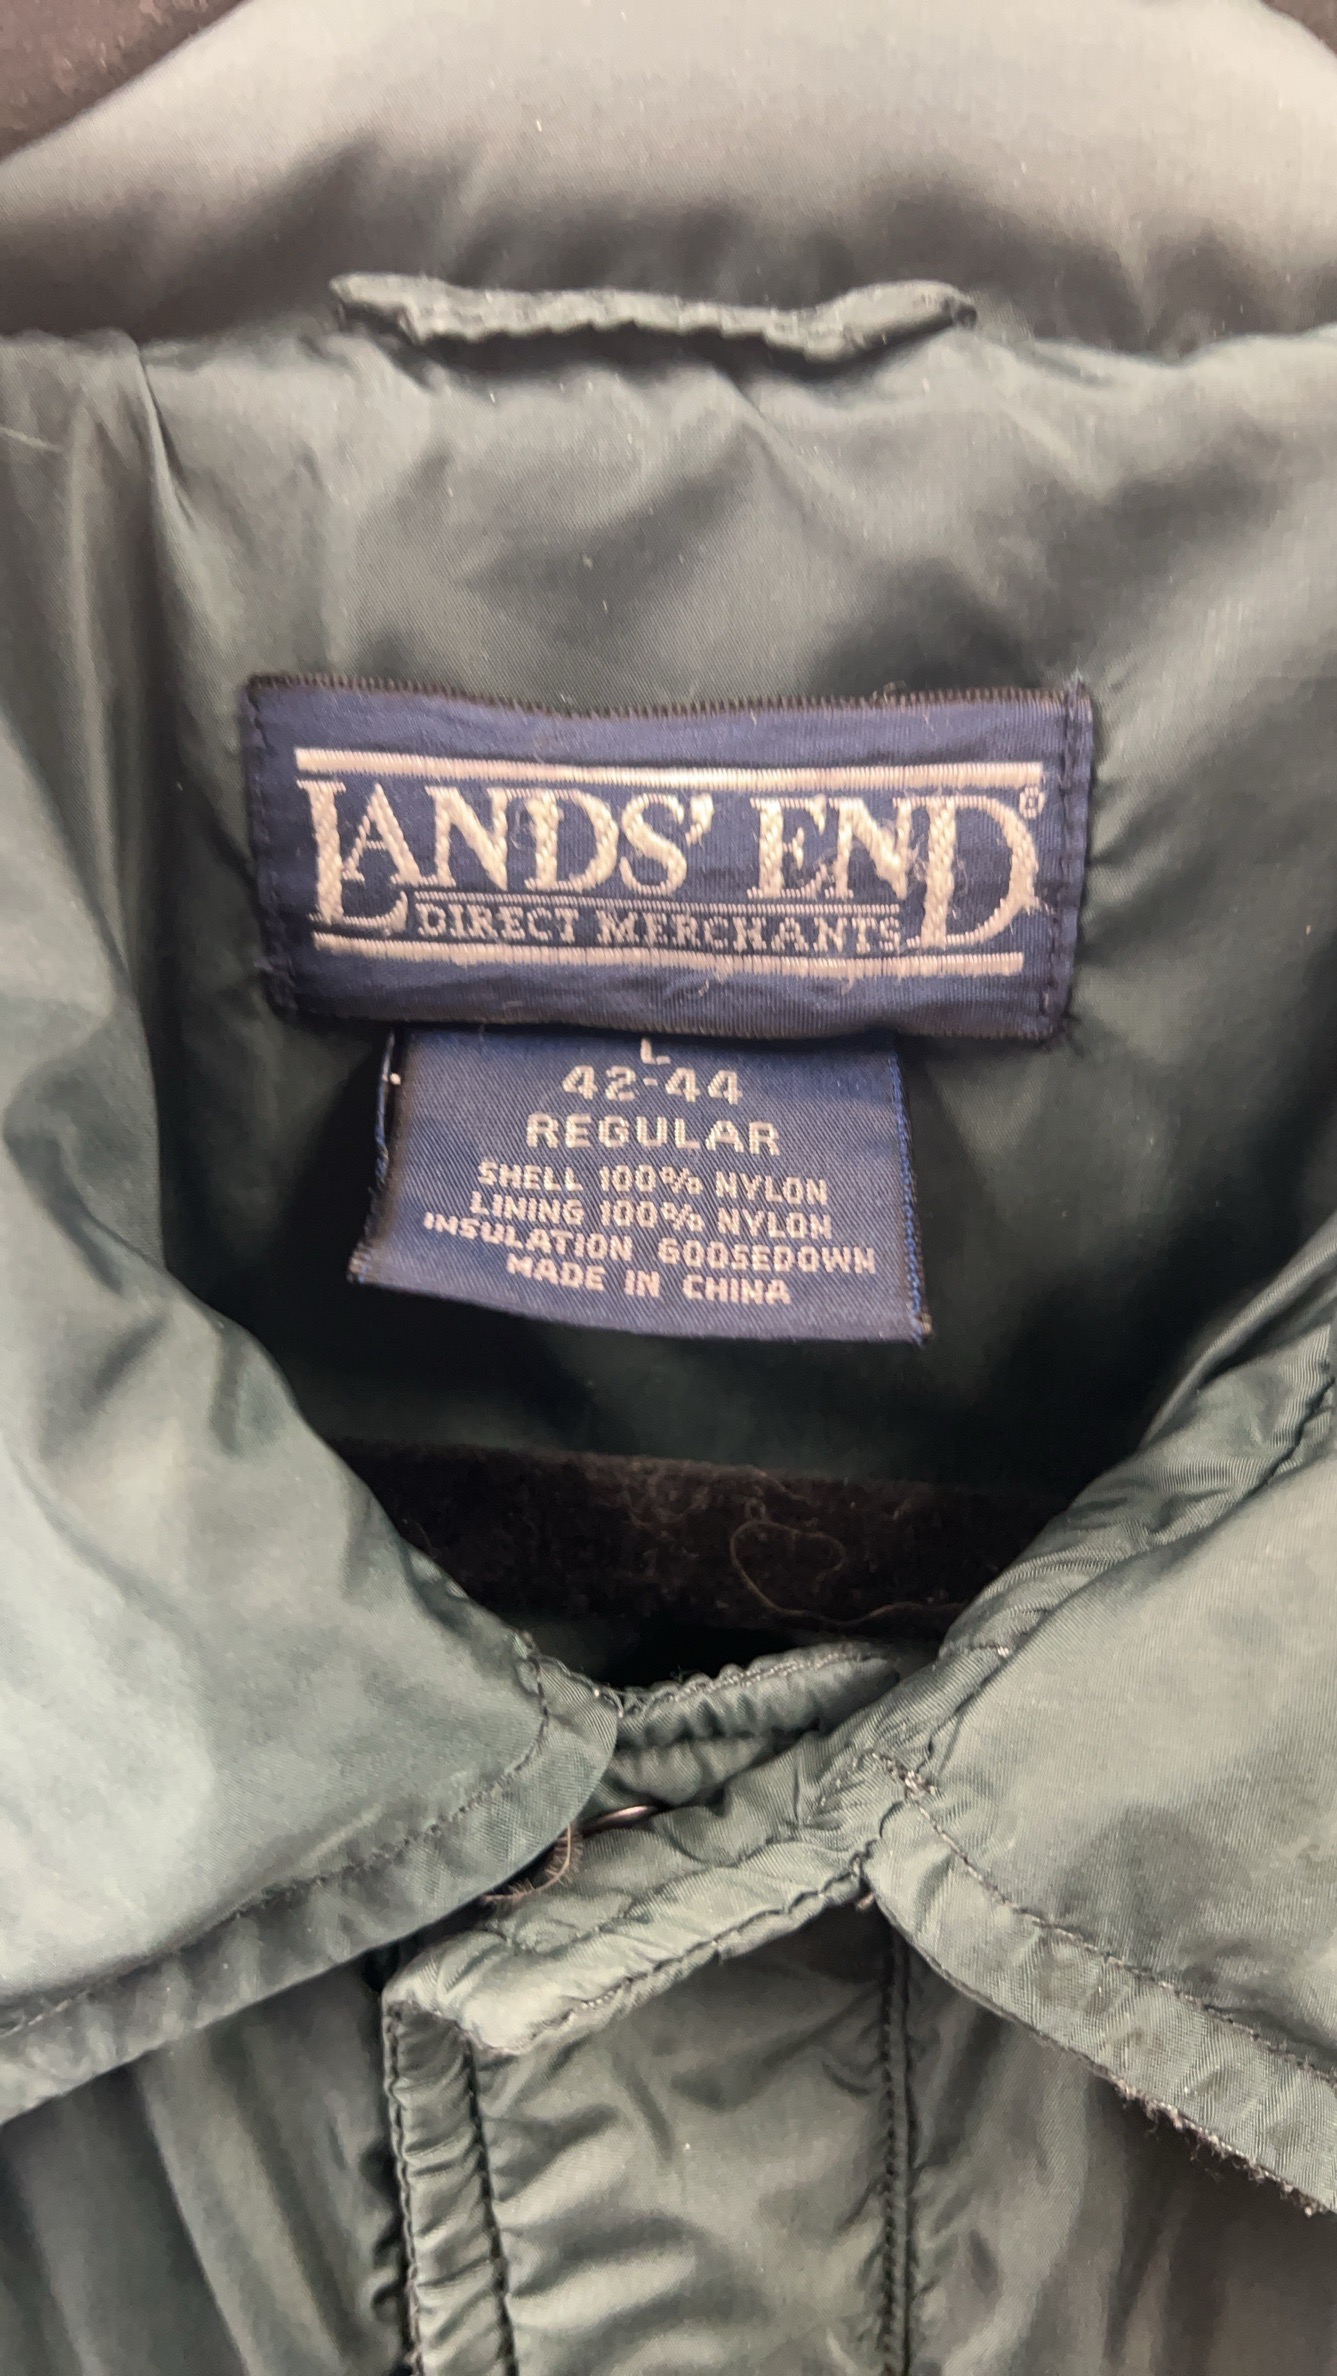 LANDS' END®
DIRECT MERCHANTS
L
42-44
REGULAR
SHELL 100% NYLON
LINING 100% NYLON
INSULATION GOOSEDOWN
MADE IN CHINA